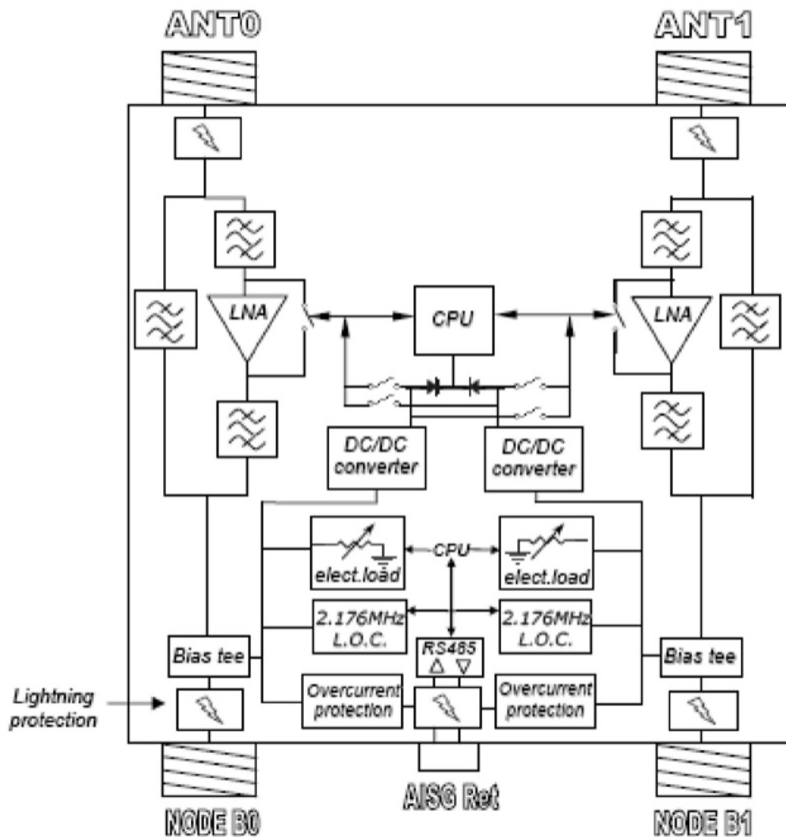 ANT0
ANT1
LNA
CPU
LNA
DC/DC
converter
DC/DC
converter
elect.load
CPU
elect.load
2.176MHz
L.O.C.
RS485
2.176MHz
L.O.C.
Bias tee
Bias tee
Lightning
protection
Overcurrent
protection
Overcurrent
protection
AISG Ret
NODE B0
NODE B1